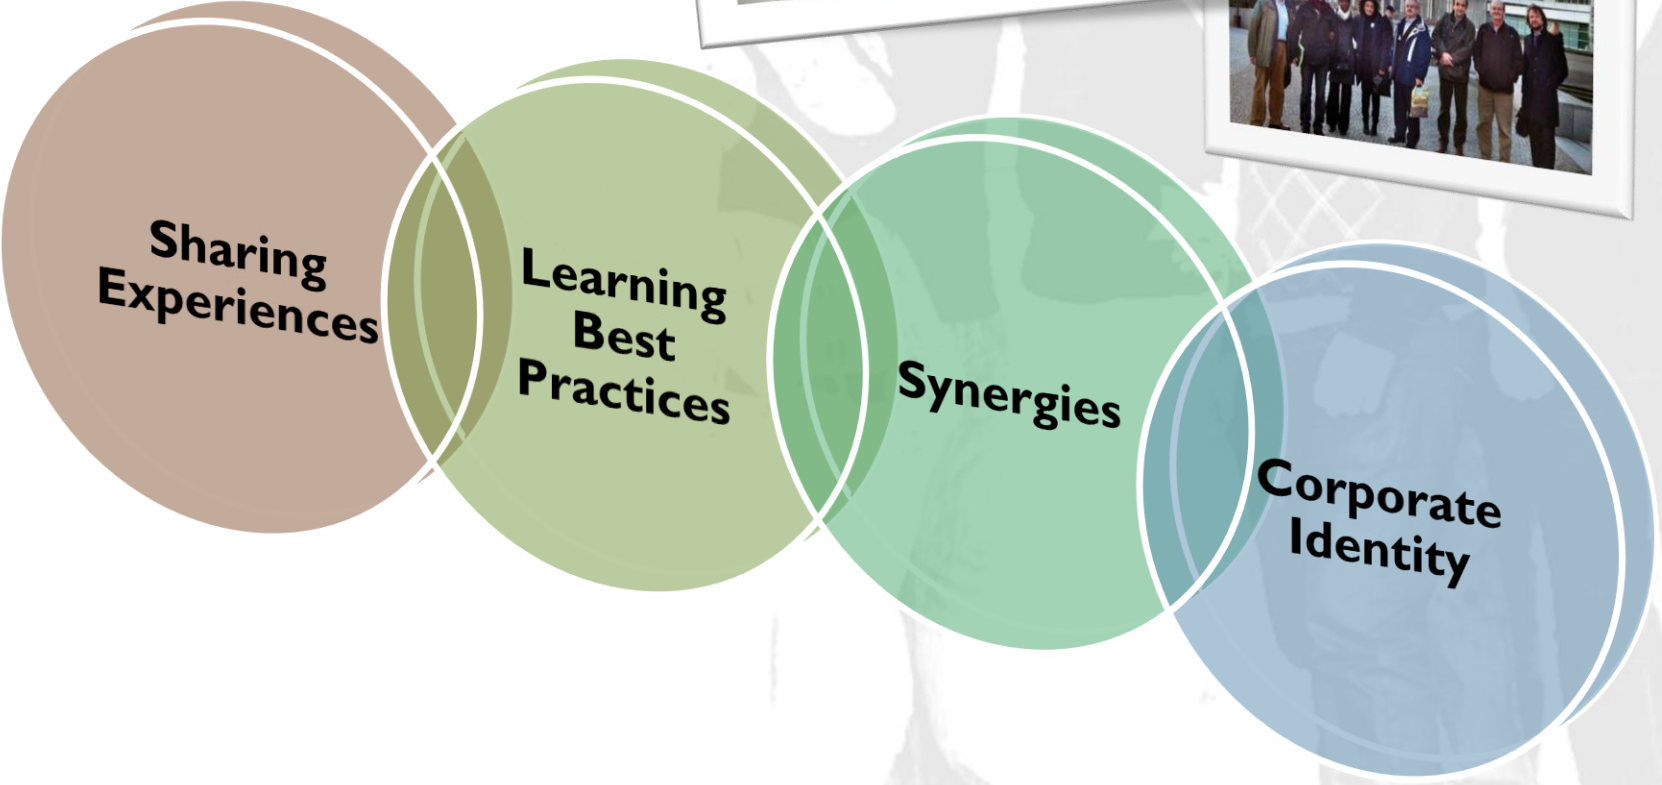 Sharing
Experiences
Learning
Best
Practices
Synergies
Corporate
Identity